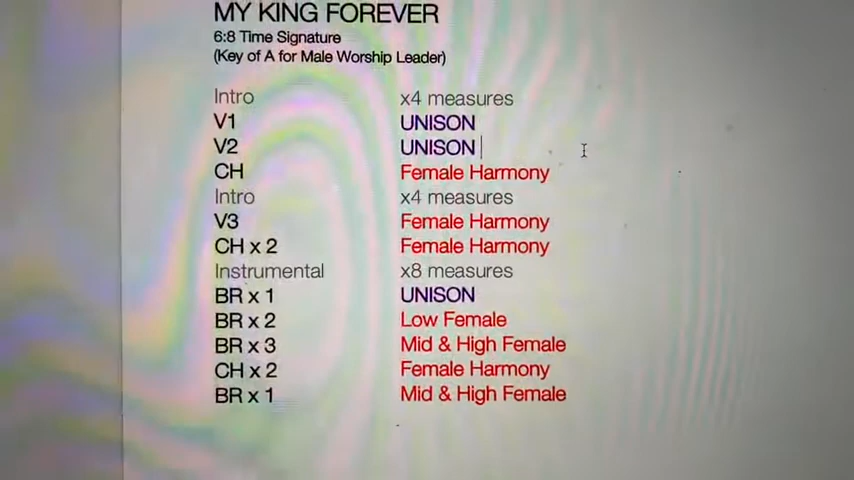 MY KING FOREVER
6:8 Time Signature
(Key of A for Male Worship Leader)
Intro x4 measures
V1 UNISON
V2 UNISON
CH Female Harmony
Intro x4 measures
V3 Female Harmony
CH x 2 Female Harmony
Instrumental x8 measures
BR x 1 UNISON
BR x 2 Low Female
BR x 3 Mid & High Female
CH x 2 Female Harmony
BR x 1 Mid & High Female